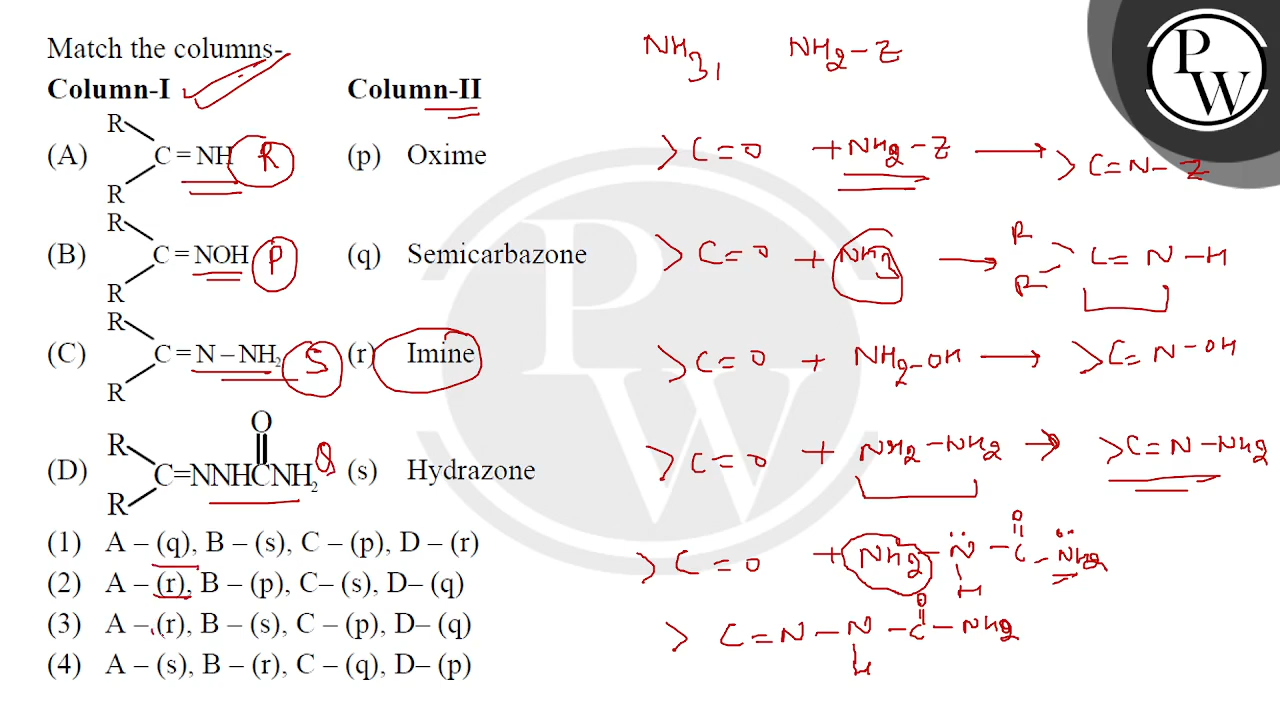 Match the columns-
Column-I Column-II
(A) R R C = NH R (p) Oxime
(B) R R C = NOH P (q) Semicarbazone
(C) R R C = N – NH₂ S (r) Imine
(D) R R C=NNHCNH₂ O Q (s) Hydrazone
(1) A – (q), B – (s), C – (p), D – (r)
(2) A – (r), B – (p), C– (s), D– (q)
(3) A – (r), B – (s), C – (p), D– (q)
(4) A – (s), B – (r), C – (q), D– (p)
NH₃, NH₂-Z
>C=O + NH₂-Z → >C=N-Z
>C=O + NH₃ → R R C=N-H
>C=O + NH₂-OH → >C=N-OH
>C=O + NH₂-NH₂ → >C=N-NH₂
>C=O + NH₂-N̈-C-N̈H₂ O H
>C=N-N-C-NH₂ O H
P
W
P
W